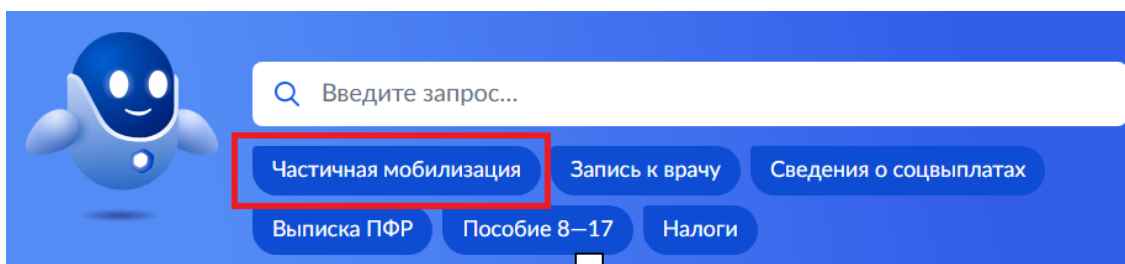 Введите запрос...
Частичная мобилизация Запись к врачу Сведения о соцвыплатах
Выписка ПФР Пособие 8—17 Налоги